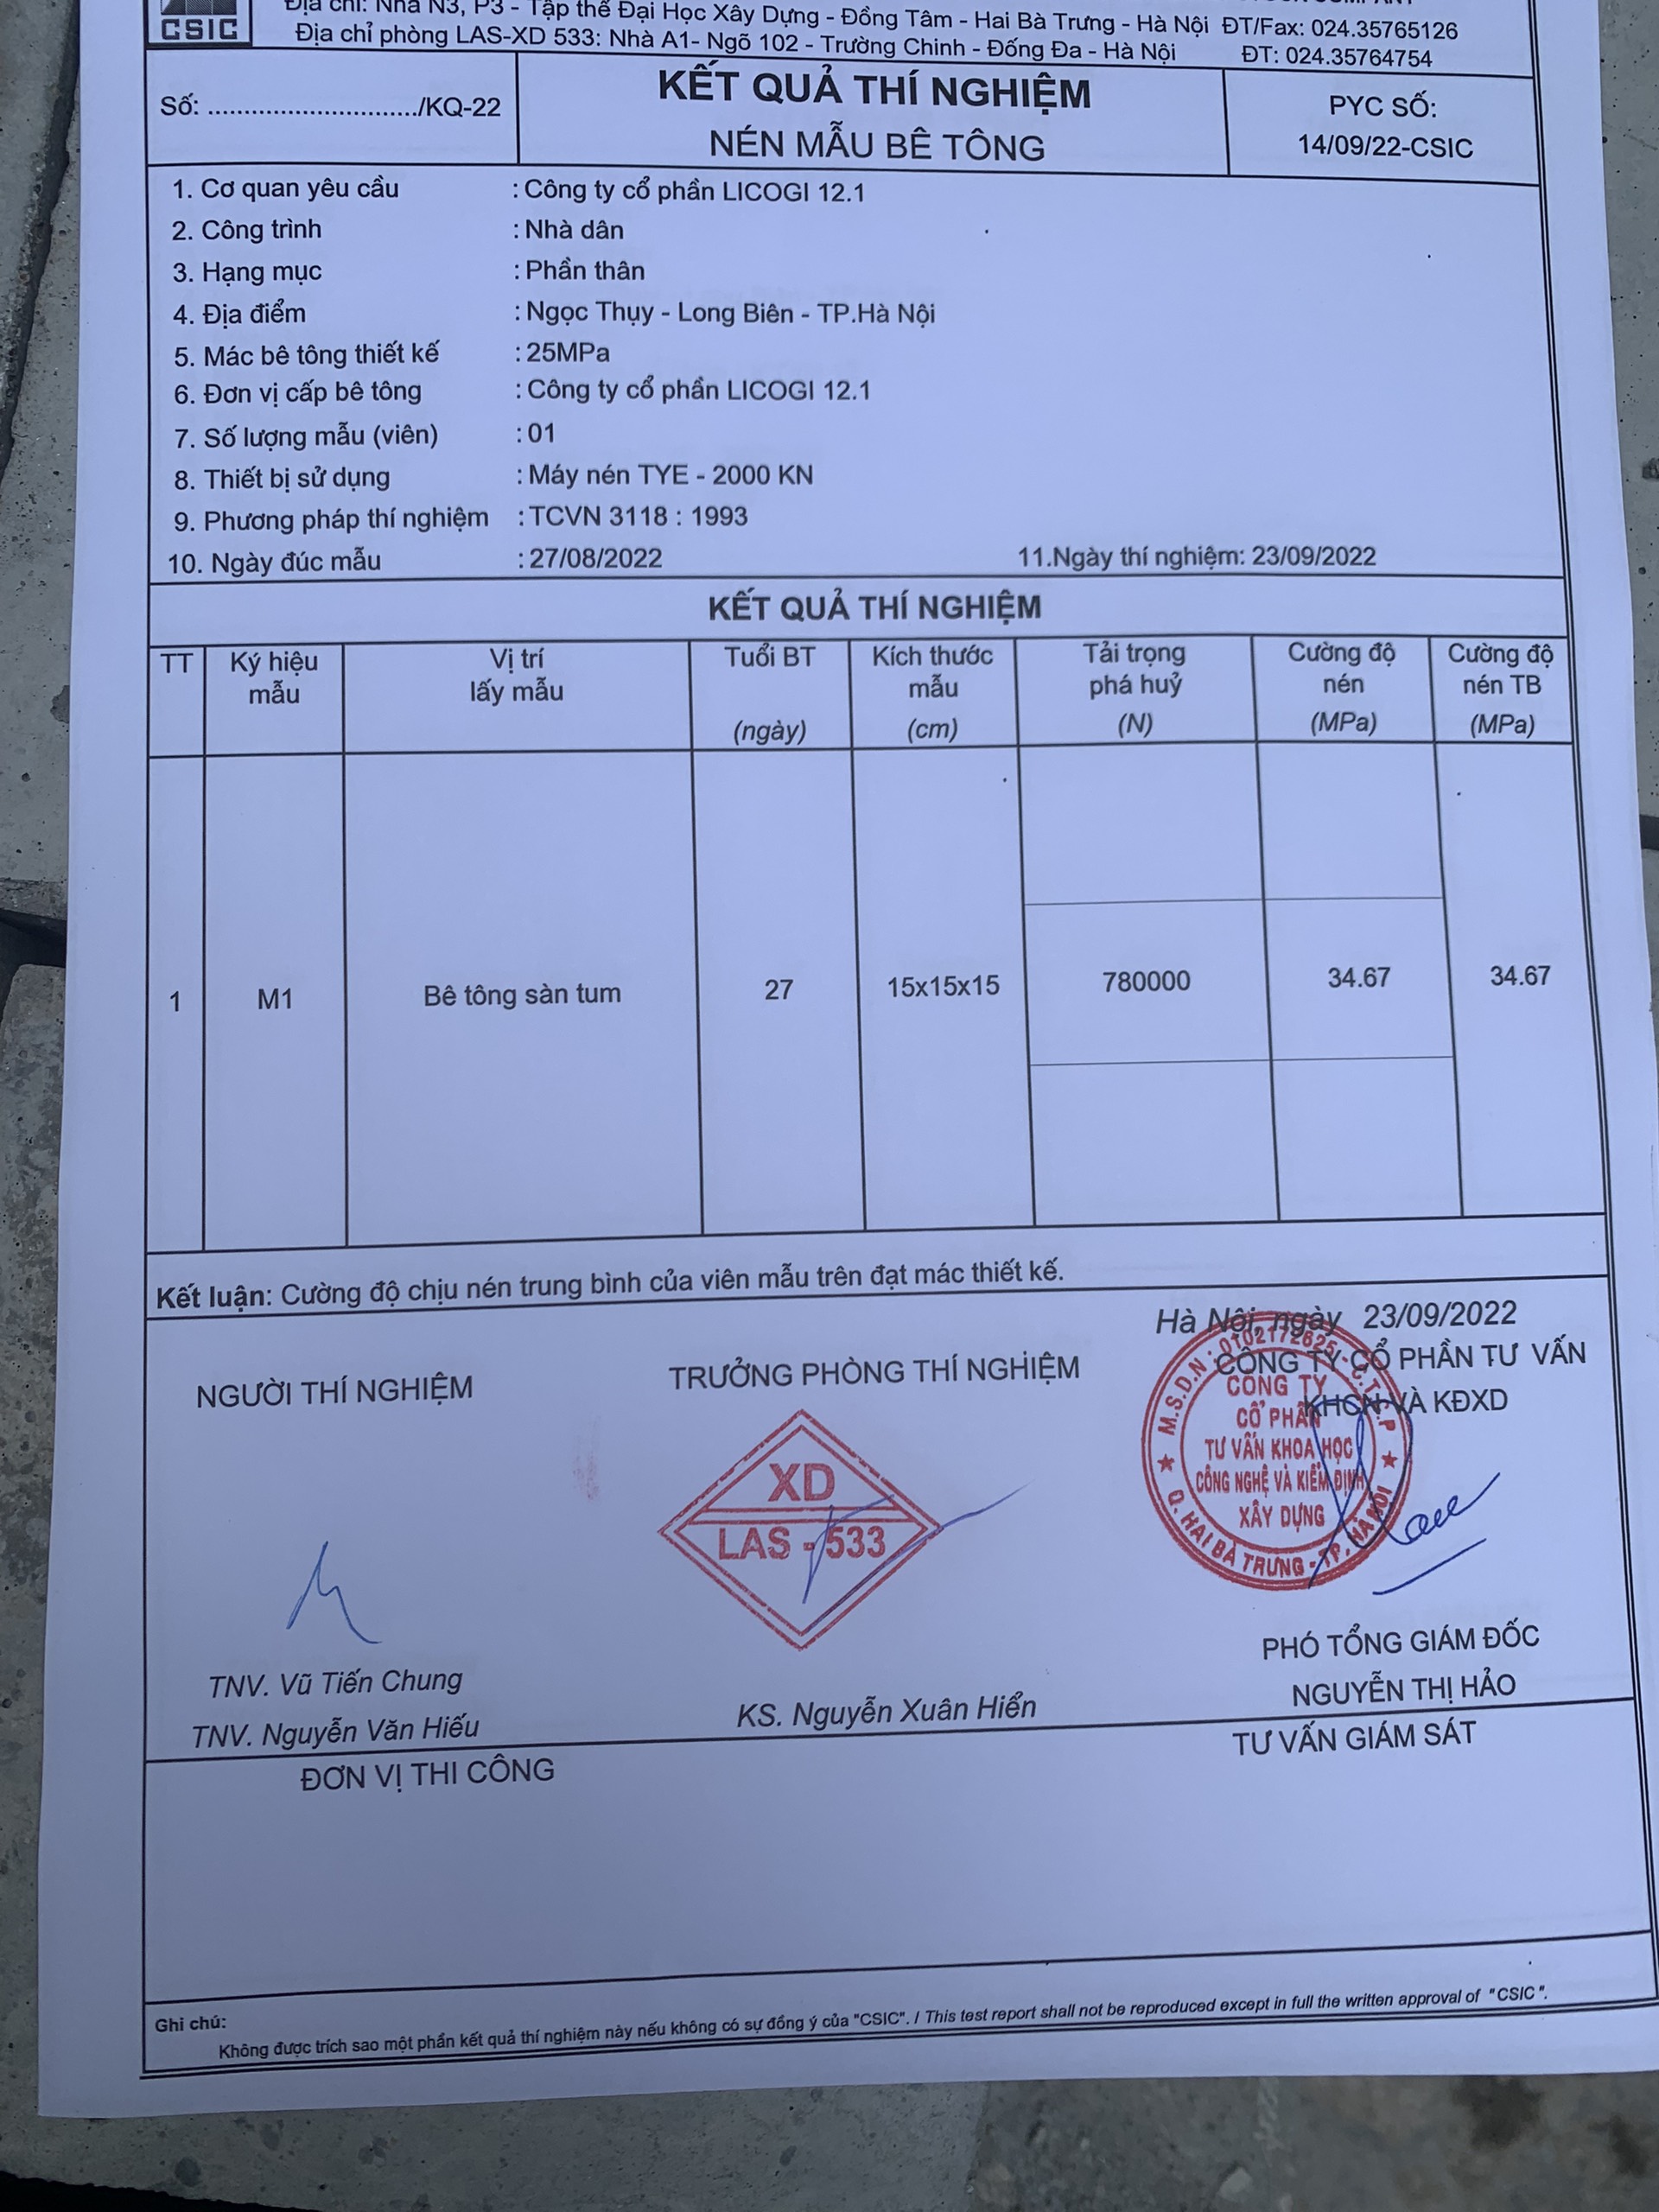 CSIC
Địa chỉ: Nhà N3, P3 - Tập thể Đại Học Xây Dựng - Đồng Tâm - Hai Bà Trưng - Hà Nội ĐT/Fax: 024.35765126
Địa chỉ phòng LAS-XD 533: Nhà A1- Ngõ 102 - Trường Chinh - Đống Đa - Hà Nội ĐT: 024.35764754
Số: ............................./KQ-22
KẾT QUẢ THÍ NGHIỆM
NÉN MẪU BÊ TÔNG
PYC SỐ:
14/09/22-CSIC
1. Cơ quan yêu cầu : Công ty cổ phần LICOGI 12.1
2. Công trình : Nhà dân
3. Hạng mục : Phần thân
4. Địa điểm : Ngọc Thụy - Long Biên - TP.Hà Nội
5. Mác bê tông thiết kế : 25MPa
6. Đơn vị cấp bê tông : Công ty cổ phần LICOGI 12.1
7. Số lượng mẫu (viên) : 01
8. Thiết bị sử dụng : Máy nén TYE - 2000 KN
9. Phương pháp thí nghiệm : TCVN 3118 : 1993
10. Ngày đúc mẫu : 27/08/2022 11.Ngày thí nghiệm: 23/09/2022
KẾT QUẢ THÍ NGHIỆM
TT
Ký hiệu
mẫu
Vị trí
lấy mẫu
Tuổi BT
(ngày)
Kích thước
mẫu
(cm)
Tải trọng
phá huỷ
(N)
Cường độ
nén
(MPa)
Cường độ
nén TB
(MPa)
1 M1 Bê tông sàn tum 27 15x15x15 780000 34.67 34.67
Kết luận: Cường độ chịu nén trung bình của viên mẫu trên đạt mác thiết kế.
Hà Nội, ngày 23/09/2022
NGƯỜI THÍ NGHIỆM
TRƯỞNG PHÒNG THÍ NGHIỆM
CÔNG TY CỔ PHẦN TƯ VẤN
KHCN VÀ KĐXD
XD
LAS - 533
M.S.D.N: 0102172625-C.T.C.P
CÔNG TY
CỔ PHẦN
TƯ VẤN KHOA HỌC
CÔNG NGHỆ VÀ KIỂM ĐỊNH
XÂY DỰNG
Q. HAI BÀ TRƯNG - TP. HÀ NỘI
TNV. Vũ Tiến Chung
TNV. Nguyễn Văn Hiếu
KS. Nguyễn Xuân Hiển
PHÓ TỔNG GIÁM ĐỐC
NGUYỄN THỊ HẢO
ĐƠN VỊ THI CÔNG
TƯ VẤN GIÁM SÁT
Ghi chú:
Không được trích sao một phần kết quả thí nghiệm này nếu không có sự đồng ý của "CSIC". / This test report shall not be reproduced except in full the written approval of "CSIC".